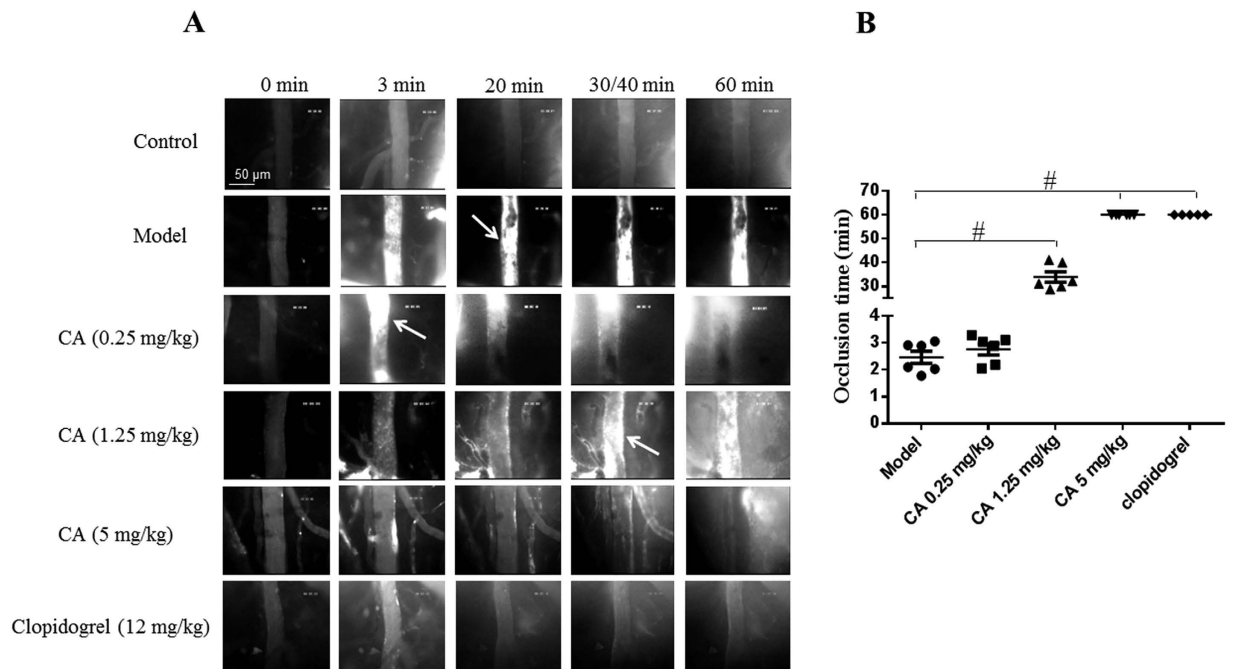 A
0 min 3 min 20 min 30/40 min 60 min
Control
50 µm
Model
CA (0.25 mg/kg)
CA (1.25 mg/kg)
CA (5 mg/kg)
Clopidogrel (12 mg/kg)
B
Occlusion time (min)
70
60
50
40
30
3
2
1
0
#
#
Model
CA 0.25 mg/kg
CA 1.25 mg/kg
CA 5 mg/kg
clopidogrel